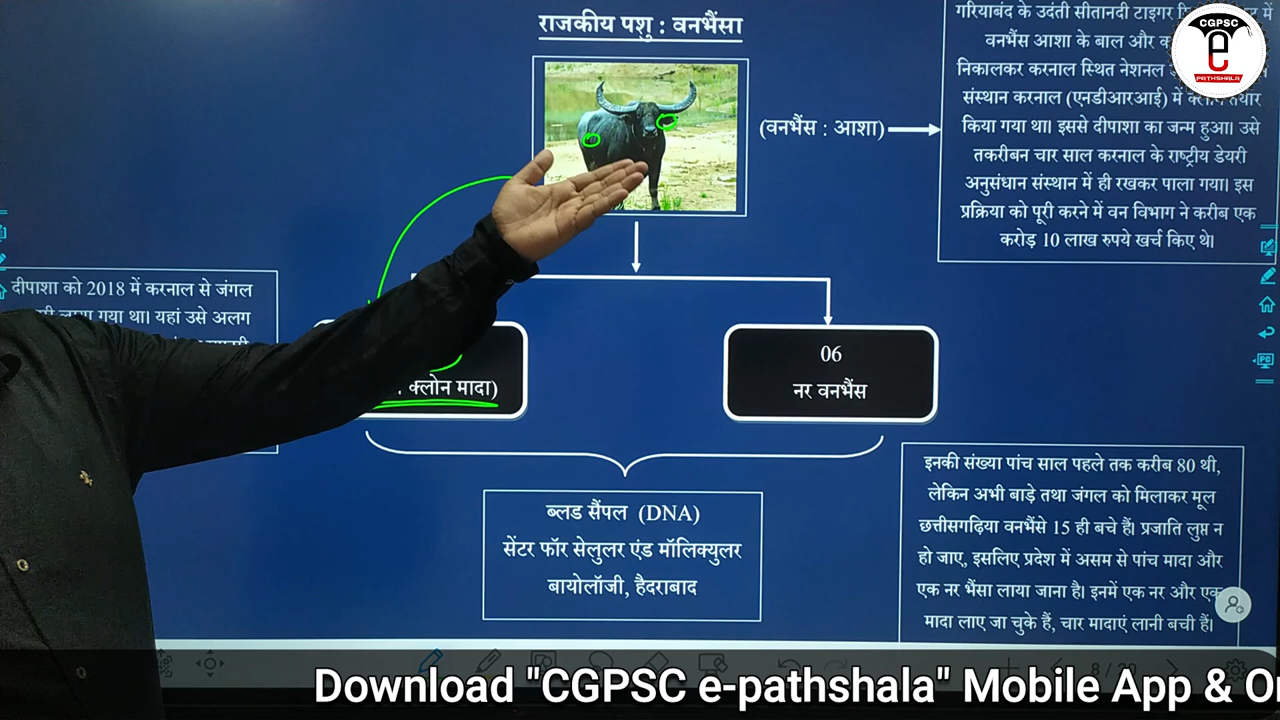 राजकीय पशु : वनभैंसा
गरियाबंद के उदंती सीतानदी टाइगर में
वनभैंस आशा के बाल और
निकालकर करनाल स्थित नेशनल
संस्थान करनाल (एनडीआरआई) में क्लोन तैयार
किया गया था। इससे दीपाशा का जन्म हुआ। उसे
तकरीबन चार साल करनाल के राष्ट्रीय डेयरी
अनुसंधान संस्थान में ही रखकर पाला गया। इस
प्रक्रिया को पूरी करने में वन विभाग ने करीब एक
करोड़ 10 लाख रुपये खर्च किए थे।
CGPSC
e
PATHSHALA
(वनभैंस : आशा)
दीपाशा को 2018 में करनाल से जंगल
गया था। यहां उसे अलग
क्लोन मादा)
06
नर वनभैंस
ब्लड सैंपल (DNA)
सेंटर फॉर सेलुलर एंड मॉलिक्युलर
बायोलॉजी, हैदराबाद
इनकी संख्या पांच साल पहले तक करीब 80 थी,
लेकिन अभी बाड़े तथा जंगल को मिलाकर मूल
छत्तीसगढ़िया वनभैंसे 15 ही बचे हैं। प्रजाति लुप्त न
हो जाए, इसलिए प्रदेश में असम से पांच मादा और
एक नर भैंसा लाया जाना है। इनमें एक नर और एक
मादा लाए जा चुके हैं, चार मादाएं लानी बची हैं।
8 / 20
Download "CGPSC e-pathshala" Mobile App &